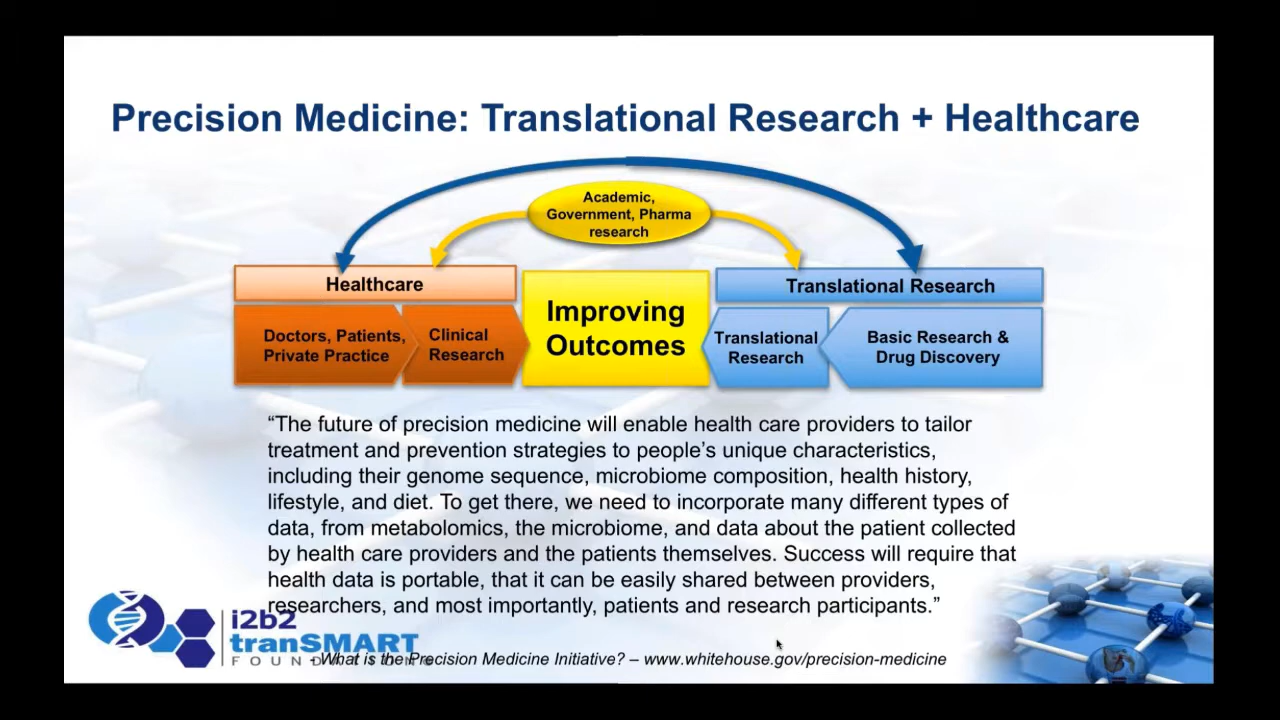 Precision Medicine: Translational Research + Healthcare
Academic,
Government, Pharma
research
Healthcare
Translational Research
Doctors, Patients,
Private Practice
Clinical
Research
Improving
Outcomes
Translational
Research
Basic Research &
Drug Discovery
“The future of precision medicine will enable health care providers to tailor
treatment and prevention strategies to people’s unique characteristics,
including their genome sequence, microbiome composition, health history,
lifestyle, and diet. To get there, we need to incorporate many different types of
data, from metabolomics, the microbiome, and data about the patient collected
by health care providers and the patients themselves. Success will require that
health data is portable, that it can be easily shared between providers,
researchers, and most importantly, patients and research participants.”
i2b2
tranSMART
FOUNDATION
- What is the Precision Medicine Initiative? – www.whitehouse.gov/precision-medicine